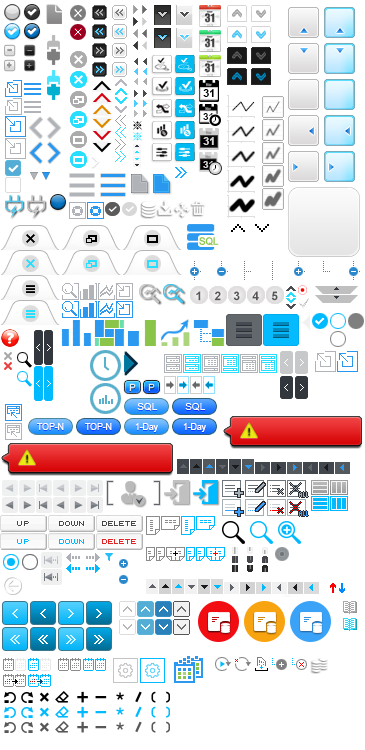 31
31
31
31
31
31
SQL
1 2 3 4 5
P P
SQL SQL
TOP-N TOP-N 1-Day 1-Day
UP DOWN DELETE
UP DOWN DELETE